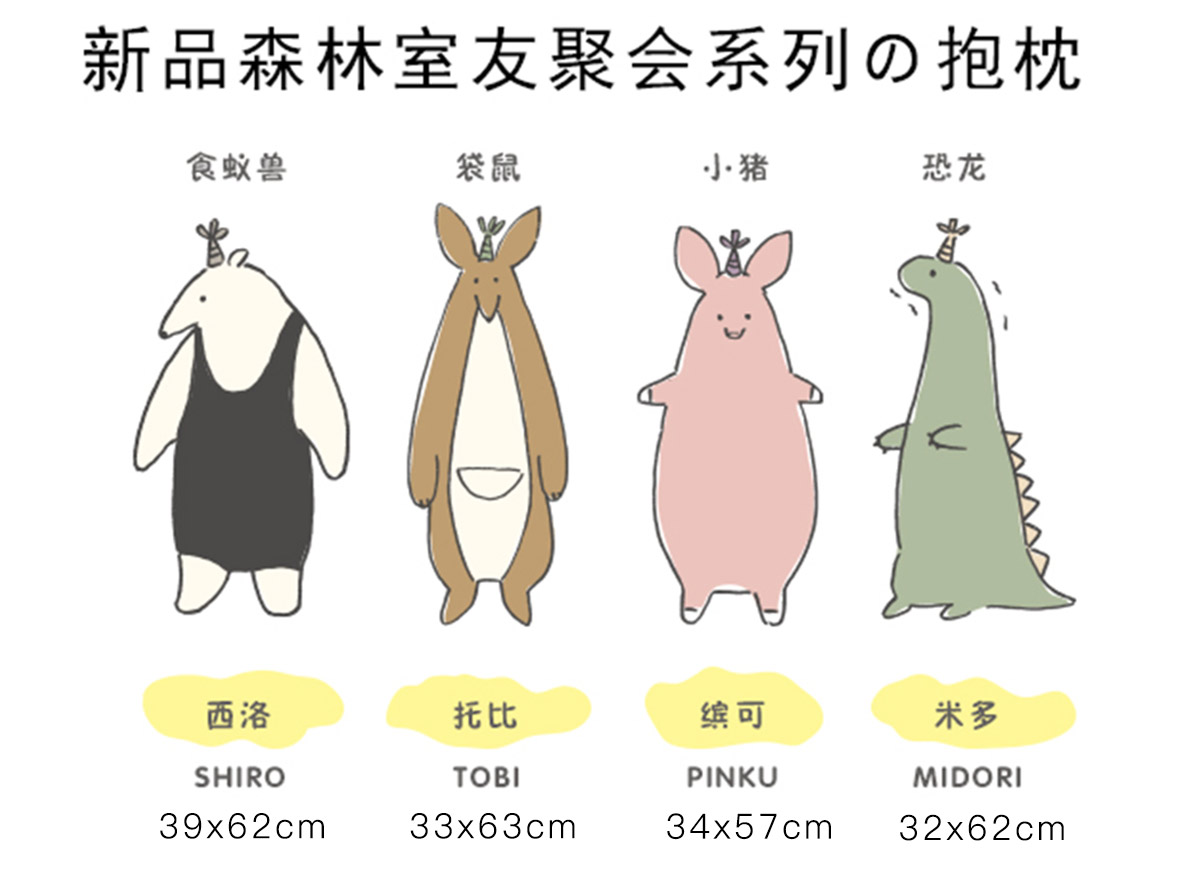 新品森林室友聚会系列の抱枕
食蚁兽 袋鼠 小猪 恐龙
西洛 托比 缤可 米多
SHIRO TOBI PINKU MIDORI
39x62cm 33x63cm 34x57cm 32x62cm